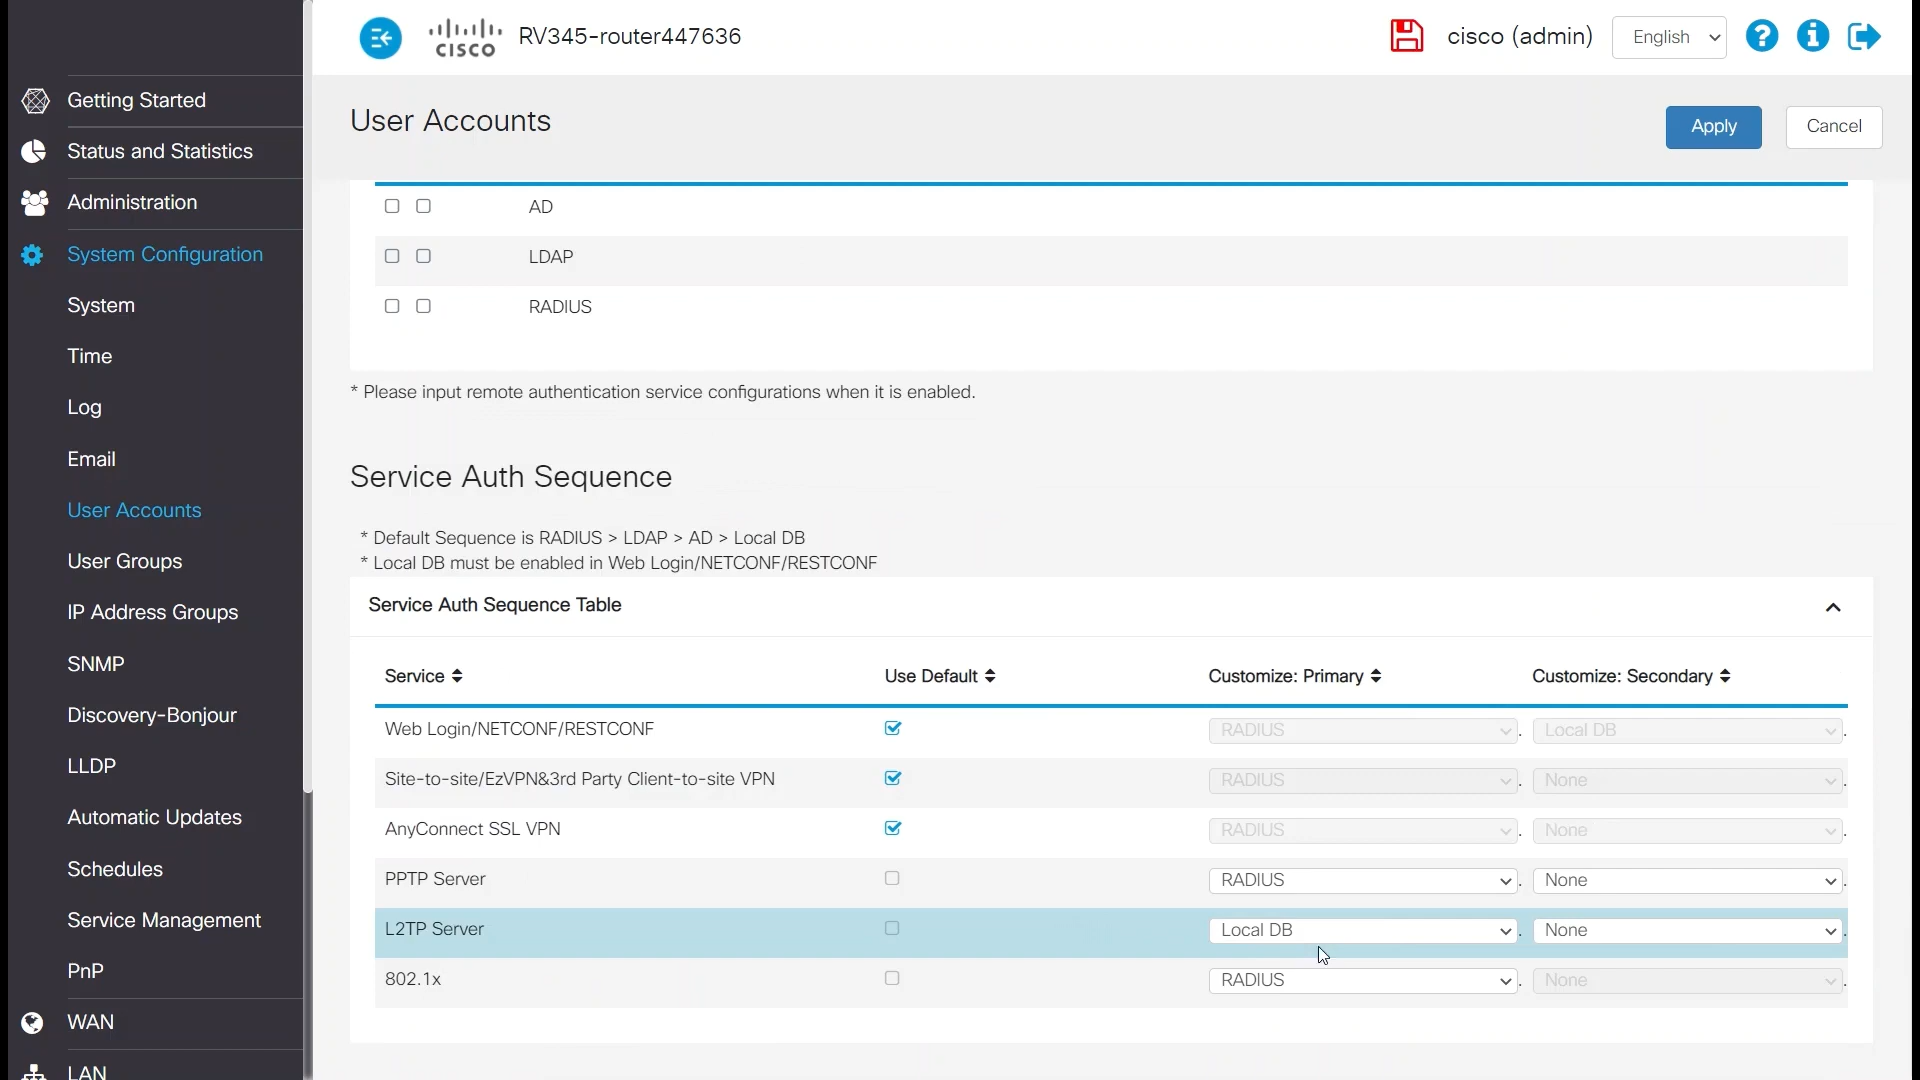 CISCO
RV345-router447636
cisco (admin)
English
Getting Started
Status and Statistics
Administration
System Configuration
System
Time
Log
Email
User Accounts
User Groups
IP Address Groups
SNMP
Discovery-Bonjour
LLDP
Automatic Updates
Schedules
Service Management
PnP
WAN
LAN
User Accounts
Apply
Cancel
AD
LDAP
RADIUS
* Please input remote authentication service configurations when it is enabled.
Service Auth Sequence
* Default Sequence is RADIUS > LDAP > AD > Local DB
* Local DB must be enabled in Web Login/NETCONF/RESTCONF
Service Auth Sequence Table
Service Use Default Customize: Primary Customize: Secondary
Web Login/NETCONF/RESTCONF RADIUS . Local DB .
Site-to-site/EzVPN&3rd Party Client-to-site VPN RADIUS . None .
AnyConnect SSL VPN RADIUS . None .
PPTP Server RADIUS . None .
L2TP Server Local DB . None .
802.1x RADIUS . None .